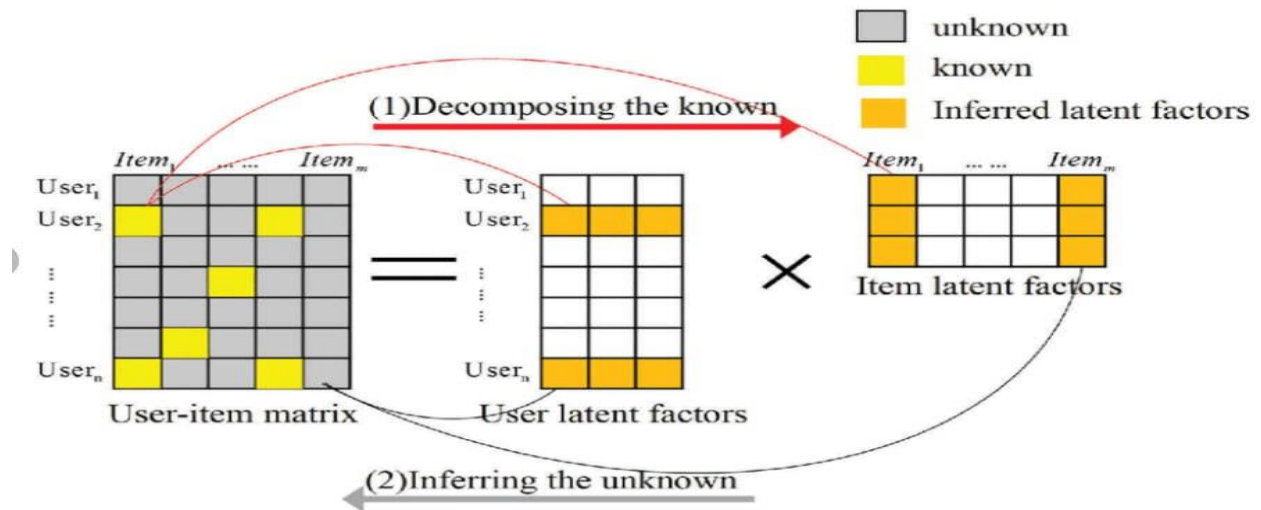 unknown
known
Inferred latent factors
(1)Decomposing the known
Item₁ ... ... Itemₘ
User₁
User₂
... ... ...
Userₙ
User-item matrix
User₁
User₂
... ... ...
Userₙ
User latent factors
Item₁ ... ... Itemₘ
Item latent factors
(2)Inferring the unknown